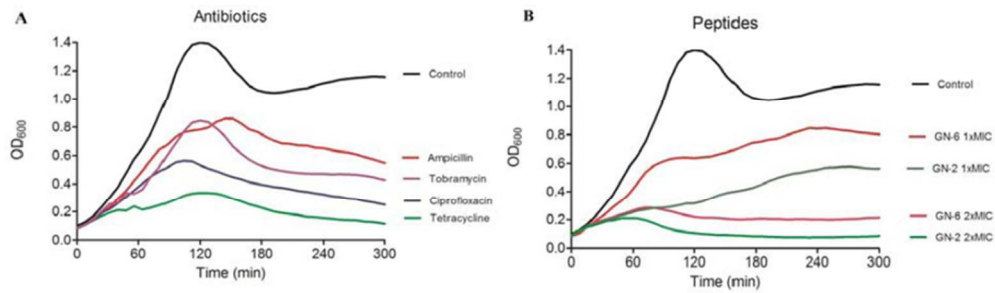 A
Antibiotics
OD600
1.4
1.2
1.0
0.8
0.6
0.4
0.2
0.0
0
60
120
180
240
300
Time (min)
Control
Ampicillin
Tobramycin
Ciprofloxacin
Tetracycline
B
Peptides
OD600
1.4
1.2
1.0
0.8
0.6
0.4
0.2
0.0
0
60
120
180
240
300
Time (min)
Control
GN-6 1xMIC
GN-2 1xMIC
GN-6 2xMIC
GN-2 2xMIC